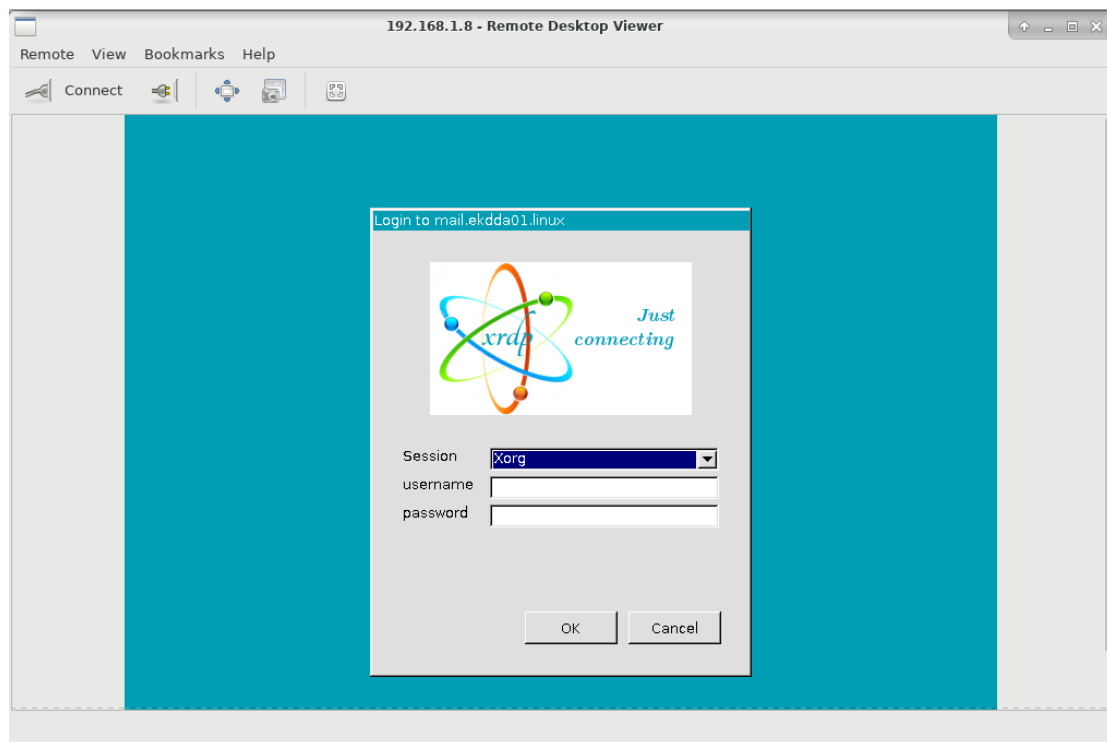 192.168.1.8 - Remote Desktop Viewer
Remote View Bookmarks Help
Connect
Login to mail.ekdda01.linux
xrdp
Just
connecting
Session Xorg
username
password
OK Cancel